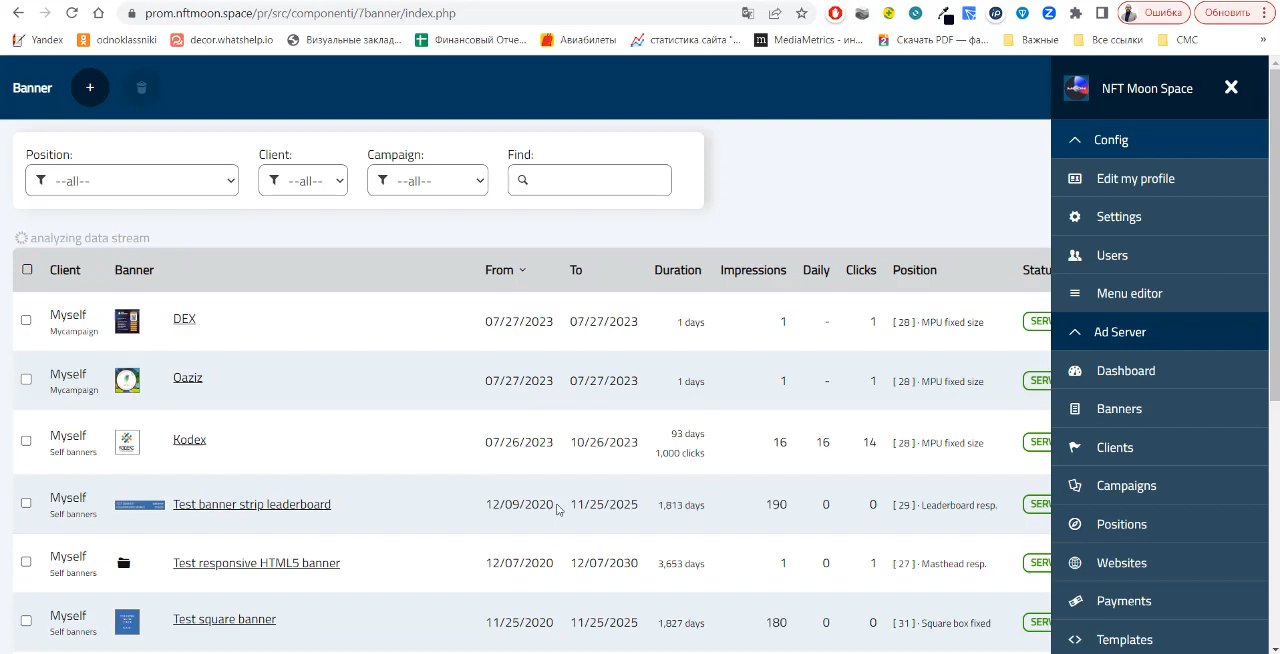 prom.nftmoon.space/pr/src/componenti/7banner/index.php
Ошибка
Обновить
Yandex
odnoklassniki
decorwhatshelp.io
Визуальные заклад...
Финансовый Отче...
Авиабилеты
статистика сайта "...
MediaMetrics - ин...
Скачать PDF — фа...
Важные
Все ссылки
СМС
»
Banner
+
NFT Moon Space
Position:
Client:
Campaign:
Find:
--all--
--all--
--all--
analyzing data stream
Client Banner From To Duration Impressions Daily Clicks Position Statu
Myself
Mycampaign
DEX 07/27/2023 07/27/2023 1 days 1 - 1 [ 28 ] · MPU fixed size SERV
Myself
Mycampaign
Oaziz 07/27/2023 07/27/2023 1 days 1 - 1 [ 28 ] · MPU fixed size SERV
Myself
Self banners
Kodex 07/26/2023 10/26/2023 93 days
1,000 clicks
16 16 14 [ 28 ] · MPU fixed size SERV
Myself
Self banners
Test banner strip leaderboard 12/09/2020 11/25/2025 1,813 days 190 0 0 [ 29 ] · Leaderboard resp. SERV
Myself
Self banners
Test responsive HTML5 banner 12/07/2020 12/07/2030 3,653 days 1 0 1 [ 27 ] · Masthead resp. SERV
Myself
Self banners
Test square banner 11/25/2020 11/25/2025 1,827 days 180 0 0 [ 31 ] · Square box fixed SERV
Config
Edit my profile
Settings
Users
Menu editor
Ad Server
Dashboard
Banners
Clients
Campaigns
Positions
Websites
Payments
Templates